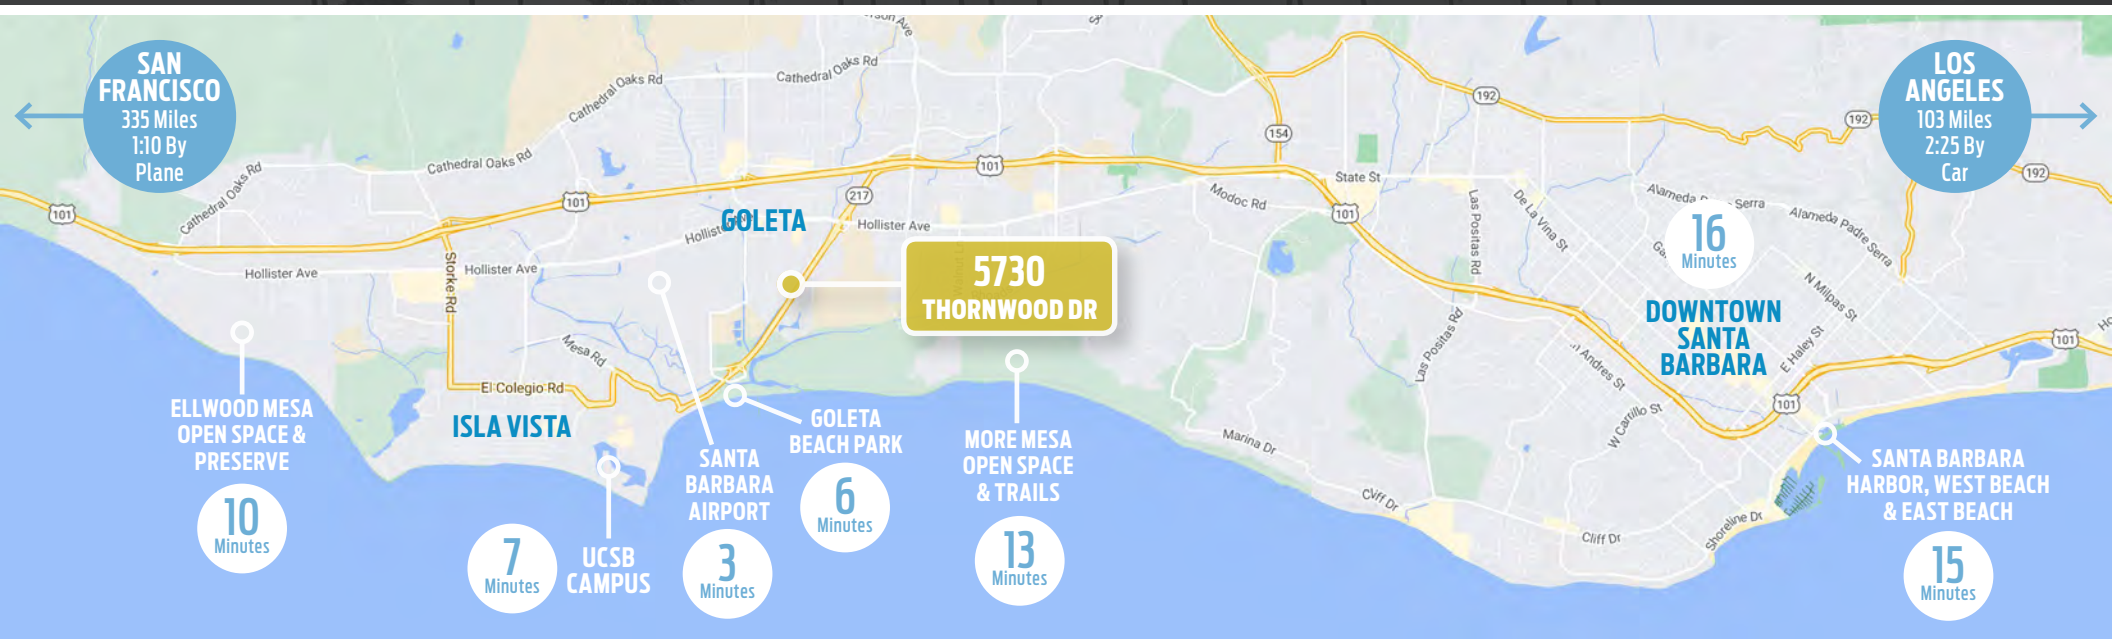 SAN
FRANCISCO
335 Miles
1:10 By
Plane
LOS
ANGELES
103 Miles
2:25 By
Car
Cathedral Oaks Rd
Cathedral Oaks Rd
Cathedral Oaks Rd
Cathedral Oaks Rd
192
192
192
154
101
101
101
101
101
101
217
State St
Modoc Rd
Las Positas Rd
De La Vina St
Alameda
Serra
Alameda Padre Serra
GOLETA
Hollister Ave
Hollister Ave
Hollister Ave
Storke Rd
5730
THORNWOOD DR
16
Minutes
DOWNTOWN
SANTA
BARBARA
N Milpas St
E Haley St
Las Positas Rd
Andres St
W Carrillo St
Mesa Rd
El Colegio Rd
ISLA VISTA
ELLWOOD MESA
OPEN SPACE &
PRESERVE
10
Minutes
7
Minutes
UCSB
CAMPUS
SANTA
BARBARA
AIRPORT
3
Minutes
GOLETA
BEACH PARK
6
Minutes
MORE MESA
OPEN SPACE
& TRAILS
13
Minutes
Marina Dr
Cliff Dr
Cliff Dr
Shoreline Dr
SANTA BARBARA
HARBOR, WEST BEACH
& EAST BEACH
15
Minutes